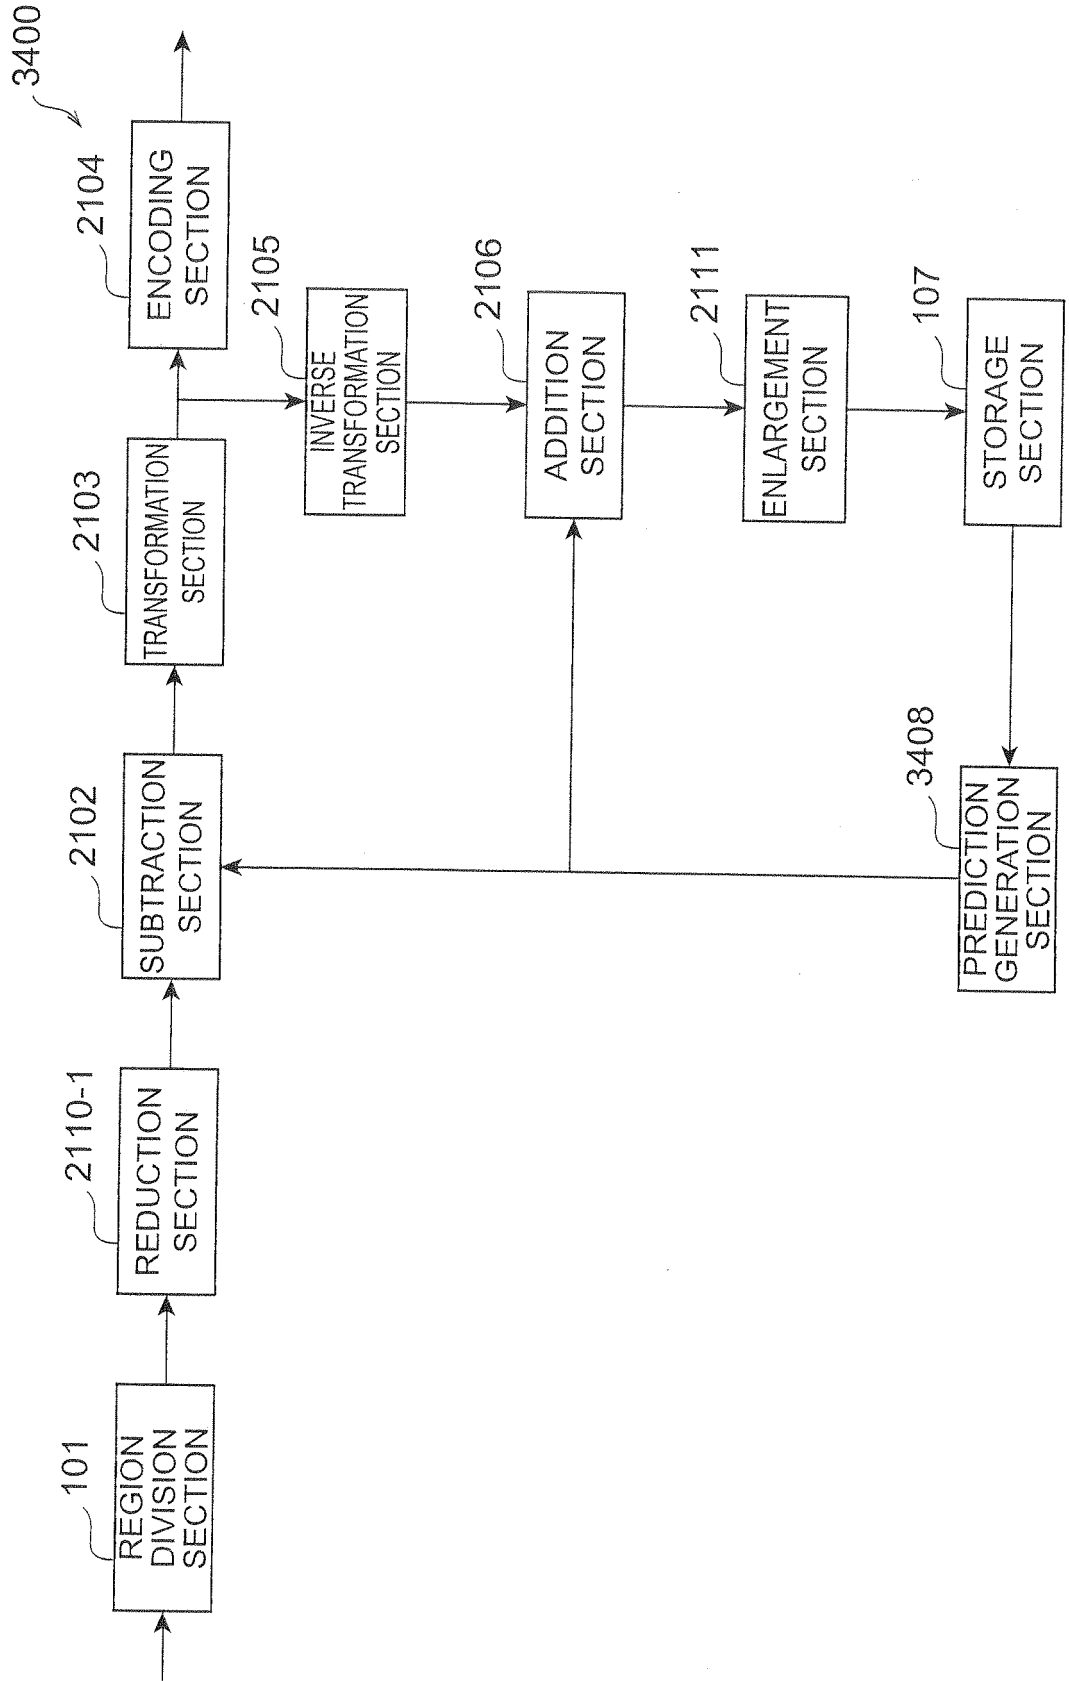 3400
101
REGION
DIVISION
SECTION
2110-1
REDUCTION
SECTION
2102
SUBTRACTION
SECTION
2103
TRANSFORMATION
SECTION
2104
ENCODING
SECTION
2105
INVERSE
TRANSFORMATION
SECTION
2106
ADDITION
SECTION
2111
ENLARGEMENT
SECTION
3408
PREDICTION
GENERATION
SECTION
107
STORAGE
SECTION